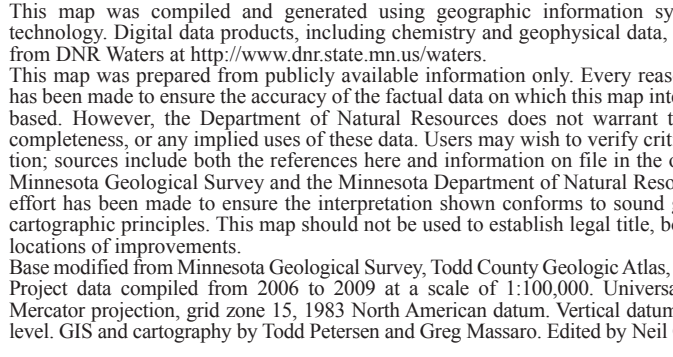 This map was compiled and generated using geographic information sy
technology. Digital data products, including chemistry and geophysical data,
from DNR Waters at http://www.dnr.state.mn.us/waters.
This map was prepared from publicly available information only. Every reas
has been made to ensure the accuracy of the factual data on which this map int
based. However, the Department of Natural Resources does not warrant t
completeness, or any implied uses of these data. Users may wish to verify crit
tion; sources include both the references here and information on file in the o
Minnesota Geological Survey and the Minnesota Department of Natural Reso
effort has been made to ensure the interpretation shown conforms to sound g
cartographic principles. This map should not be used to establish legal title, b
locations of improvements.
Base modified from Minnesota Geological Survey, Todd County Geologic Atlas,
Project data compiled from 2006 to 2009 at a scale of 1:100,000. Universa
Mercator projection, grid zone 15, 1983 North American datum. Vertical datum
level. GIS and cartography by Todd Petersen and Greg Massaro. Edited by Neil